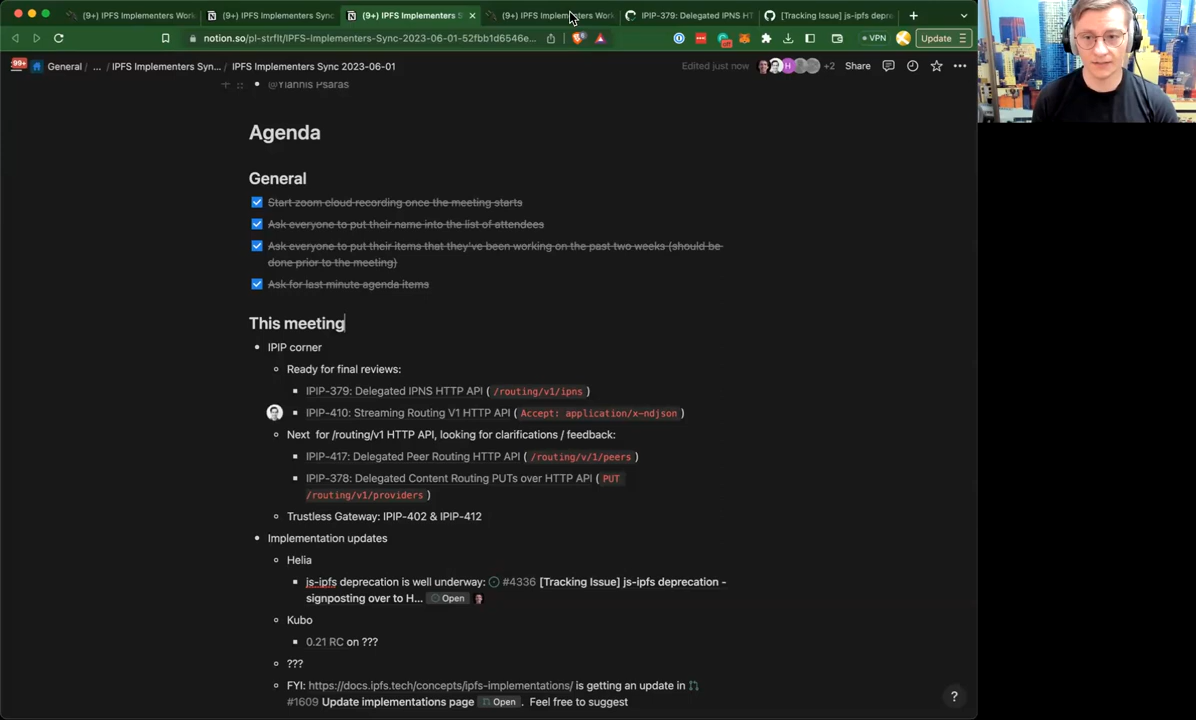 (9+) IPFS Implementers Work
(9+) IPFS Implementers Sync
(9+) IPFS Implementers S
(9+) IPFS Implementers Work
IPIP-379: Delegated IPNS HT
[Tracking Issue] js-ipfs depre
notion.so/pl-strflt/IPFS-Implementers-Sync-2023-06-01-52fbb1d6546e...
VPN
Update
99+
General / ... / IPFS Implementers Syn... / IPFS Implementers Sync 2023-06-01
Edited just now
+2
Share
@Yiannis Psaras
Agenda
General
Start zoom cloud recording once the meeting starts
Ask everyone to put their name into the list of attendees
Ask everyone to put their items that they've been working on the past two weeks (should be
done prior to the meeting)
Ask for last minute agenda items
This meeting
IPIP corner
Ready for final reviews:
IPIP-379: Delegated IPNS HTTP API ( /routing/v1/ipns )
IPIP-410: Streaming Routing V1 HTTP API ( Accept: application/x-ndjson )
Next for /routing/v1 HTTP API, looking for clarifications / feedback:
IPIP-417: Delegated Peer Routing HTTP API ( /routing/v/1/peers )
IPIP-378: Delegated Content Routing PUTs over HTTP API ( PUT
/routing/v1/providers )
Trustless Gateway: IPIP-402 & IPIP-412
Implementation updates
Helia
js-ipfs deprecation is well underway: #4336 [Tracking Issue] js-ipfs deprecation -
signposting over to H... Open
Kubo
0.21 RC on ???
???
FYI: https://docs.ipfs.tech/concepts/ipfs-implementations/ is getting an update in
#1609 Update implementations page Open . Feel free to suggest
?